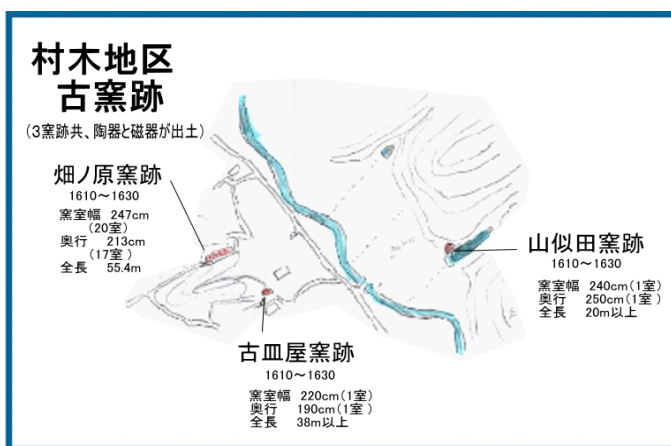 村木地区
古窯跡
（3窯跡共、陶器と磁器が出土）
畑ノ原窯跡
1610～1630
窯室幅 247cm
（20室）
奥行 213cm
（17室）
全長 55.4m
山似田窯跡
1610～1630
窯室幅 240cm（1室）
奥行 250cm（1室）
全長 20m以上
古皿屋窯跡
1610～1630
窯室幅 220cm（1室）
奥行 190cm（1室）
全長 38m以上